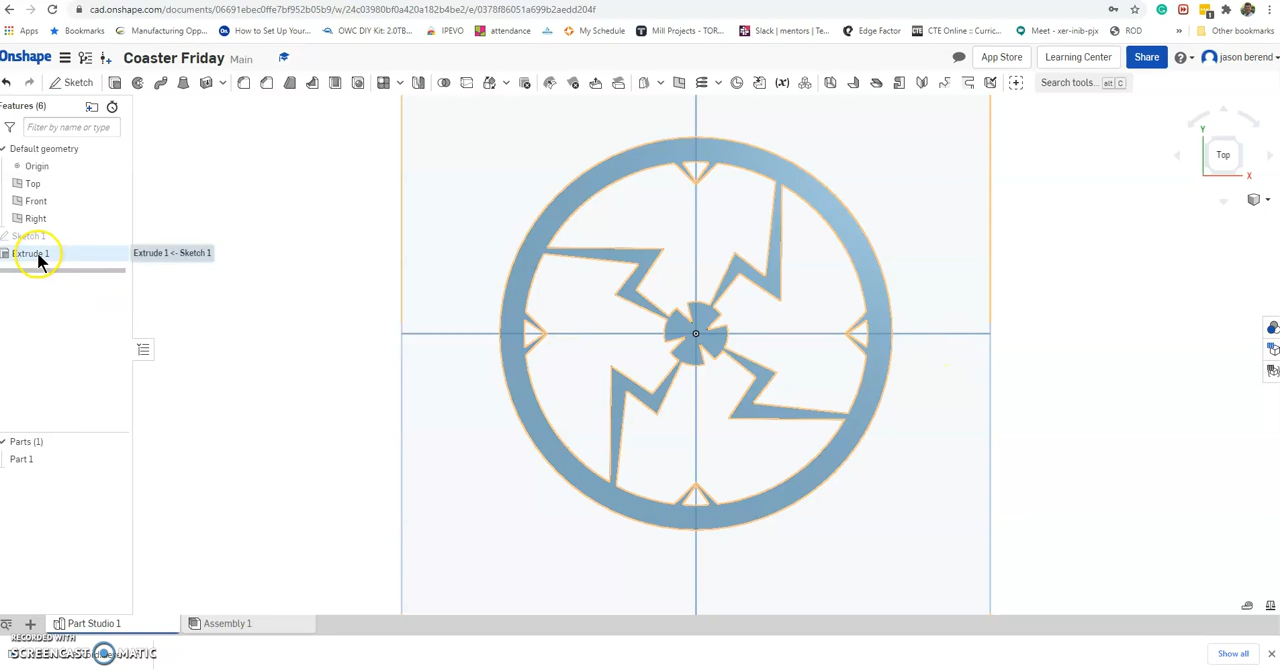 cad.onshape.com/documents/06691ebec0ffe7bf952b05b9/w/24c03980bf0a420a182b4be2/e/0378f86051a699b2aedd204f
Apps Bookmarks Manufacturing Opp... How to Set Up Your... OWC DIY Kit: 2.0TB... IPEVO attendance My Schedule Mill Projects - TOR... Slack | mentors | Te... Edge Factor CTE Online :: Curric... Meet - xer-inib-pjx ROD » Other bookmarks
Onshape Coaster Friday Main App Store Learning Center Share jason berend
Sketch Search tools... alt C
Features (6)
Filter by name or type
Default geometry
Origin
Top
Front
Right
Sketch 1
Extrude 1 Extrude 1 <- Sketch 1
Parts (1)
Part 1
Y
Top
X
Part Studio 1 Assembly 1
RECORDED WITH
SCREENCAST MATIC
Show all